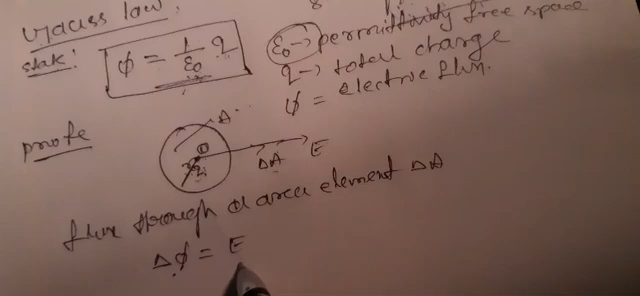 Gauss law:
stat: ϕ = 1/ε₀ q
ε₀ → permittivity free space
q → total charge
ϕ = electric flux.
profe
A
ΔA E
flux through area element ΔA
Δϕ = E